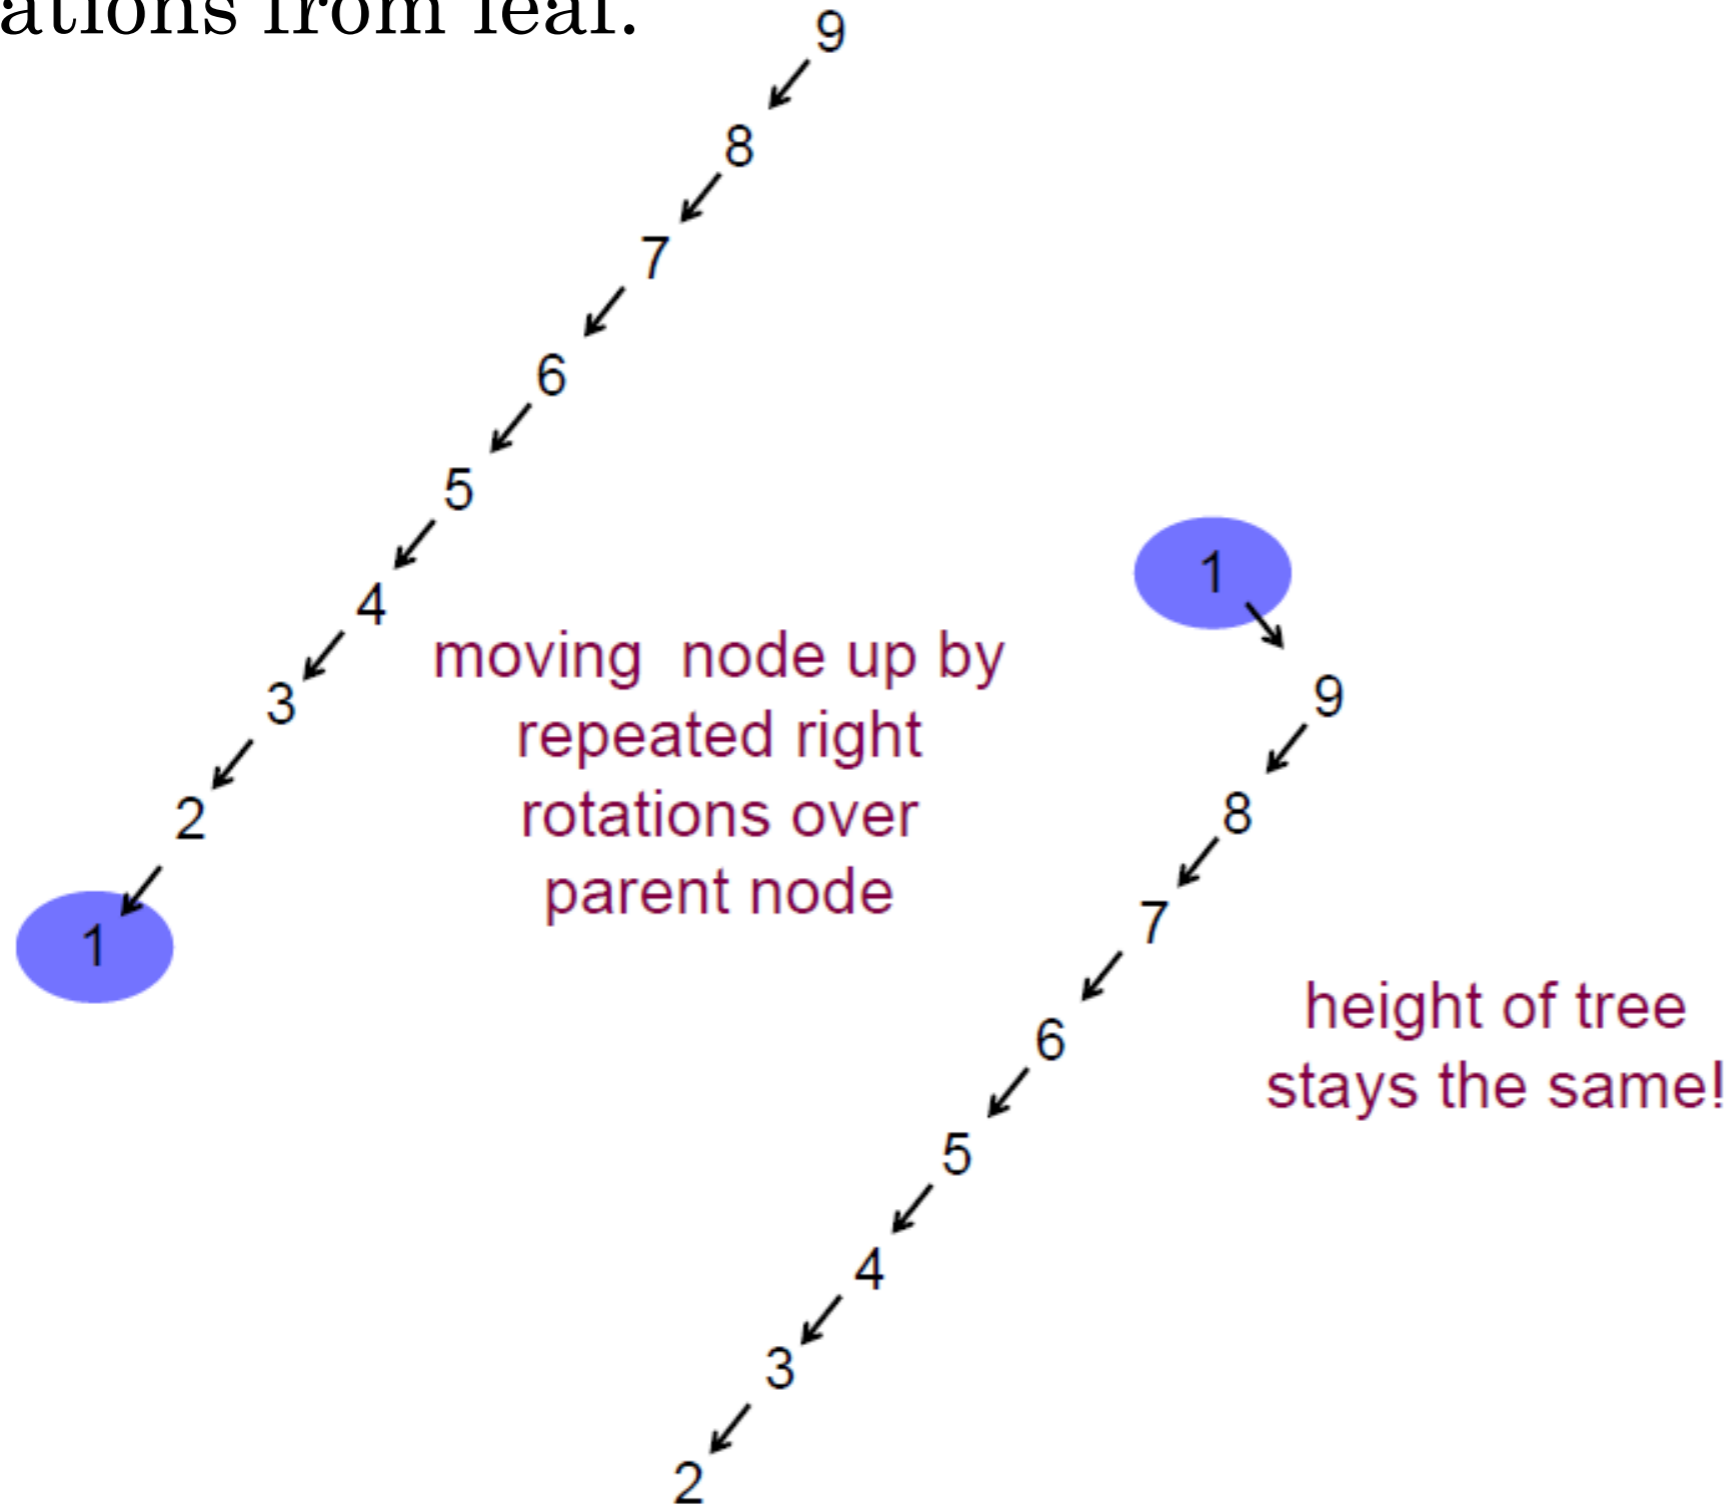 ations from leaf.
9
8
7
6
5
4
3
2
1
moving node up by
repeated right
rotations over
parent node
1
9
8
7
6
5
4
3
2
height of tree
stays the same!